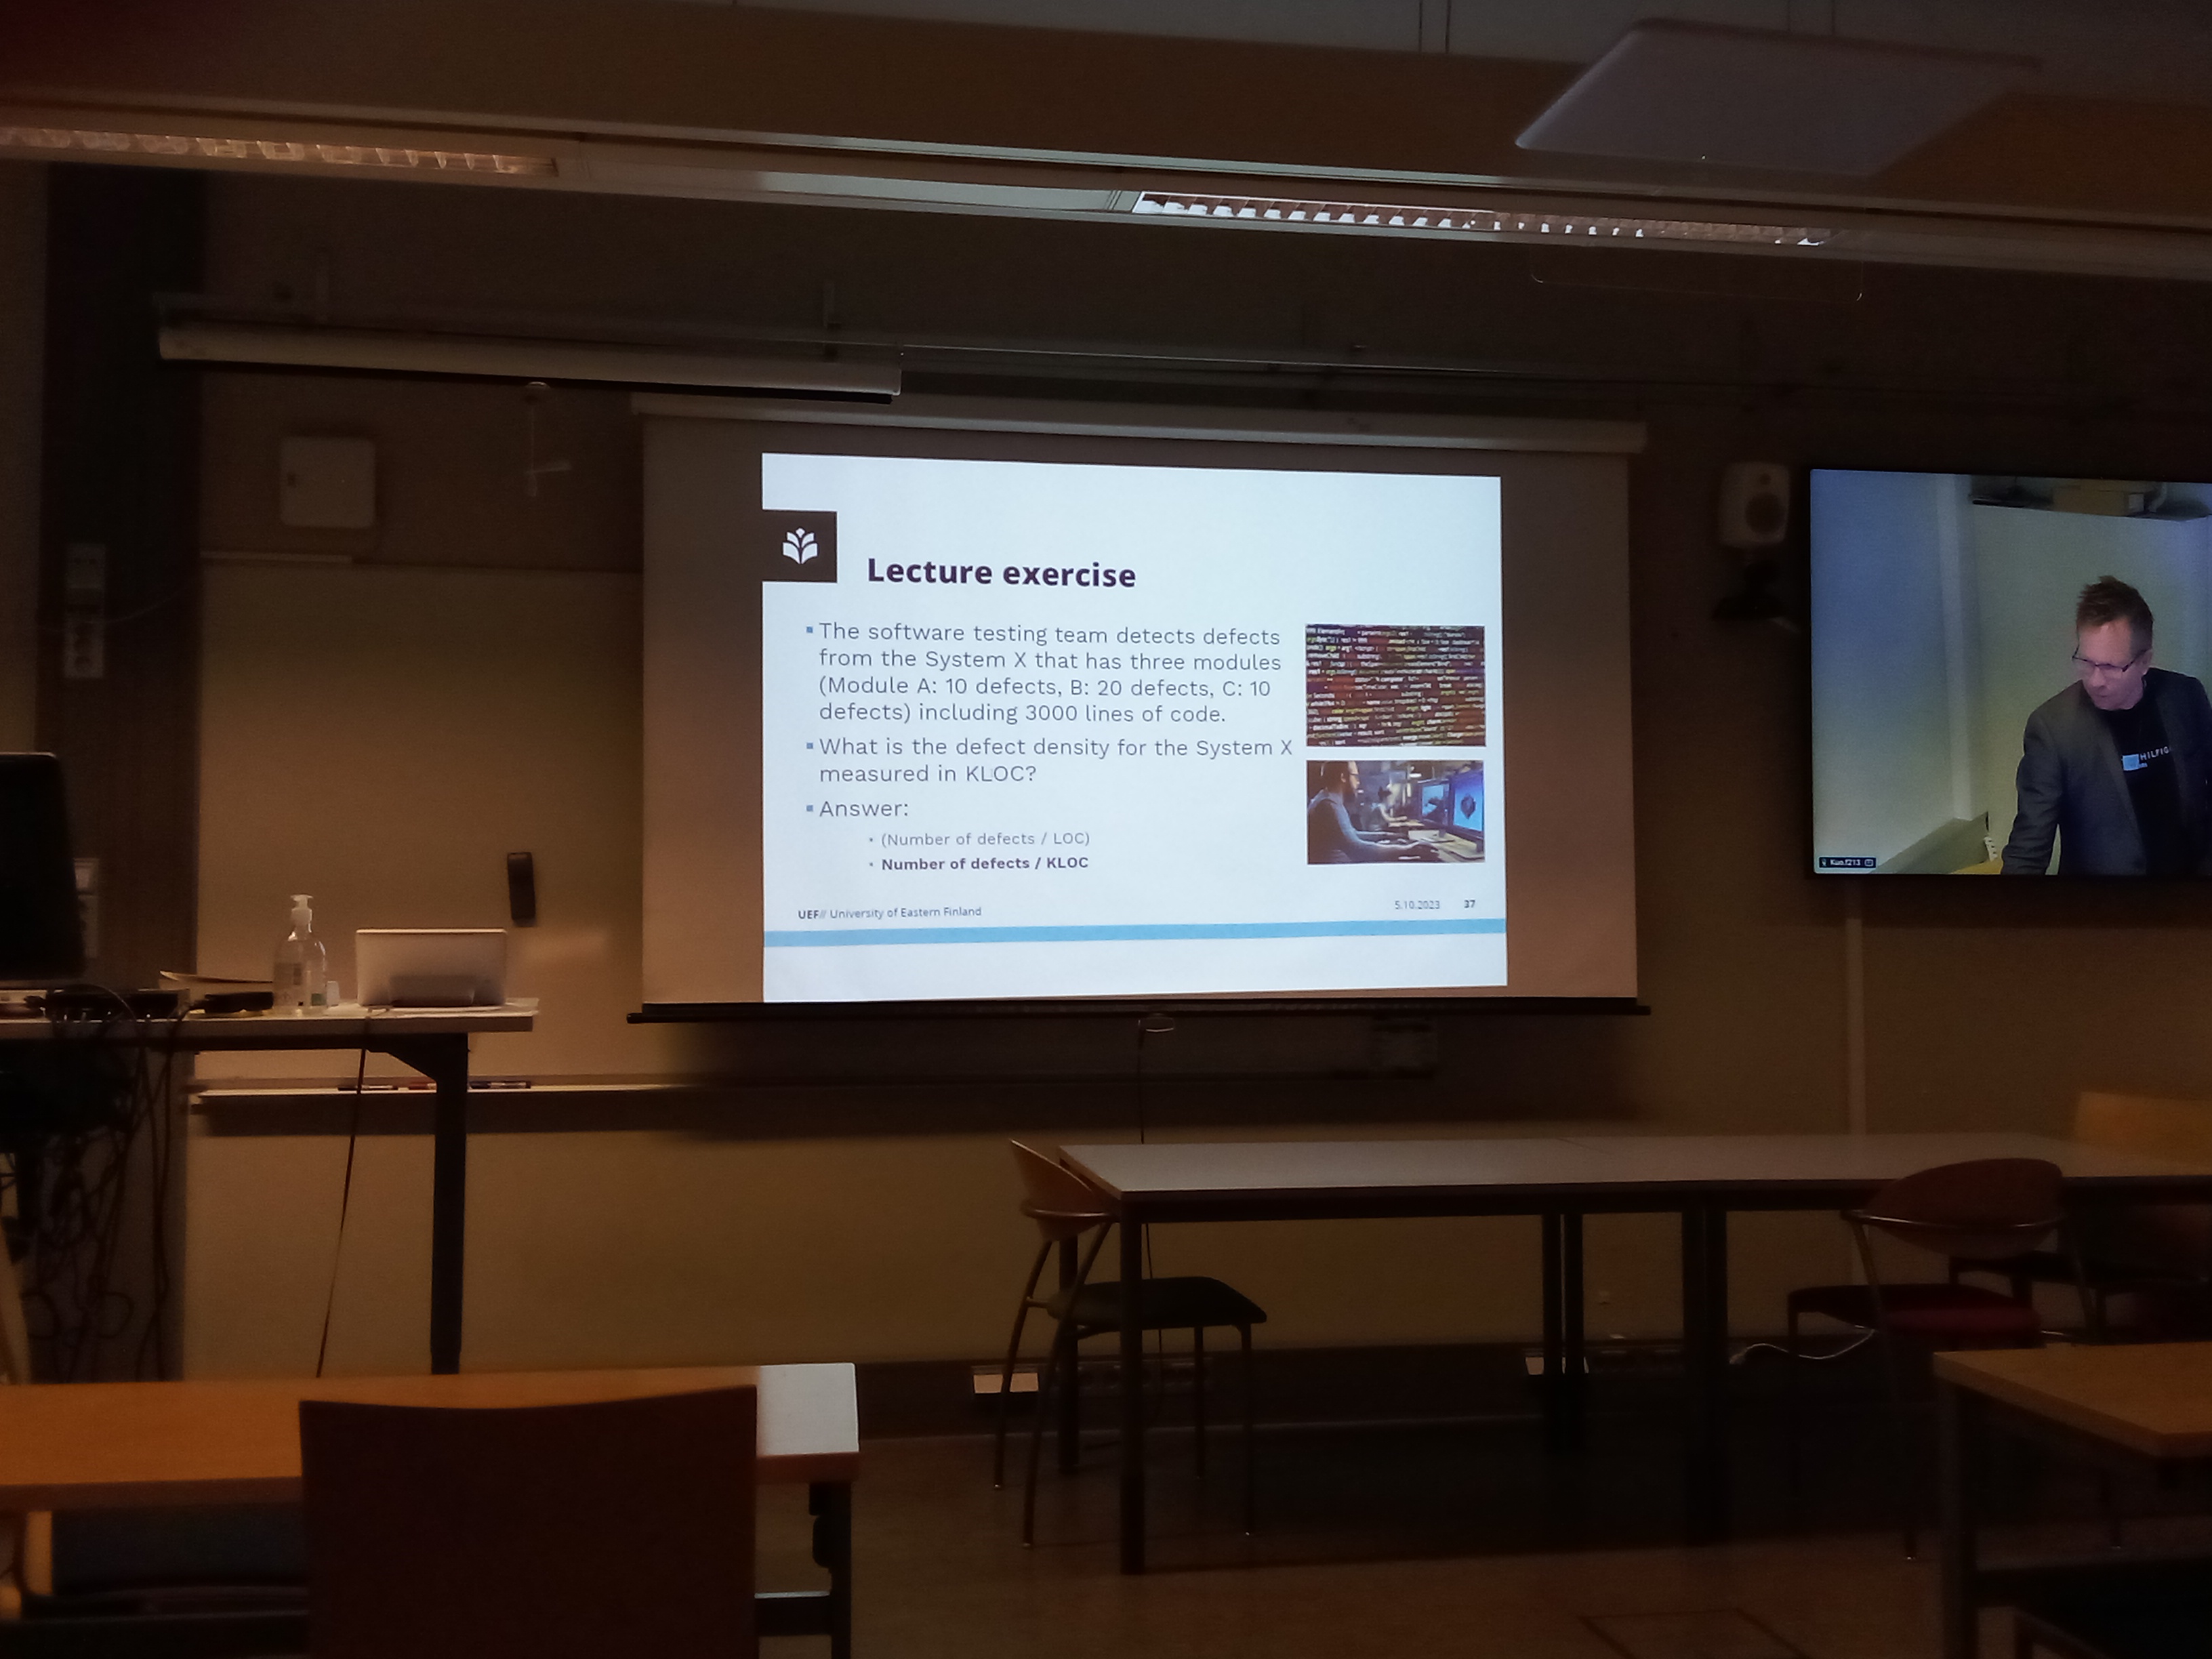 Lecture exercise
▪ The software testing team detects defects
from the System X that has three modules
(Module A: 10 defects, B: 20 defects, C: 10
defects) including 3000 lines of code.
▪ What is the defect density for the System X
measured in KLOC?
▪ Answer:
• (Number of defects / LOC)
• Number of defects / KLOC
UEF// University of Eastern Finland
5.10.2023 37
HILFIG